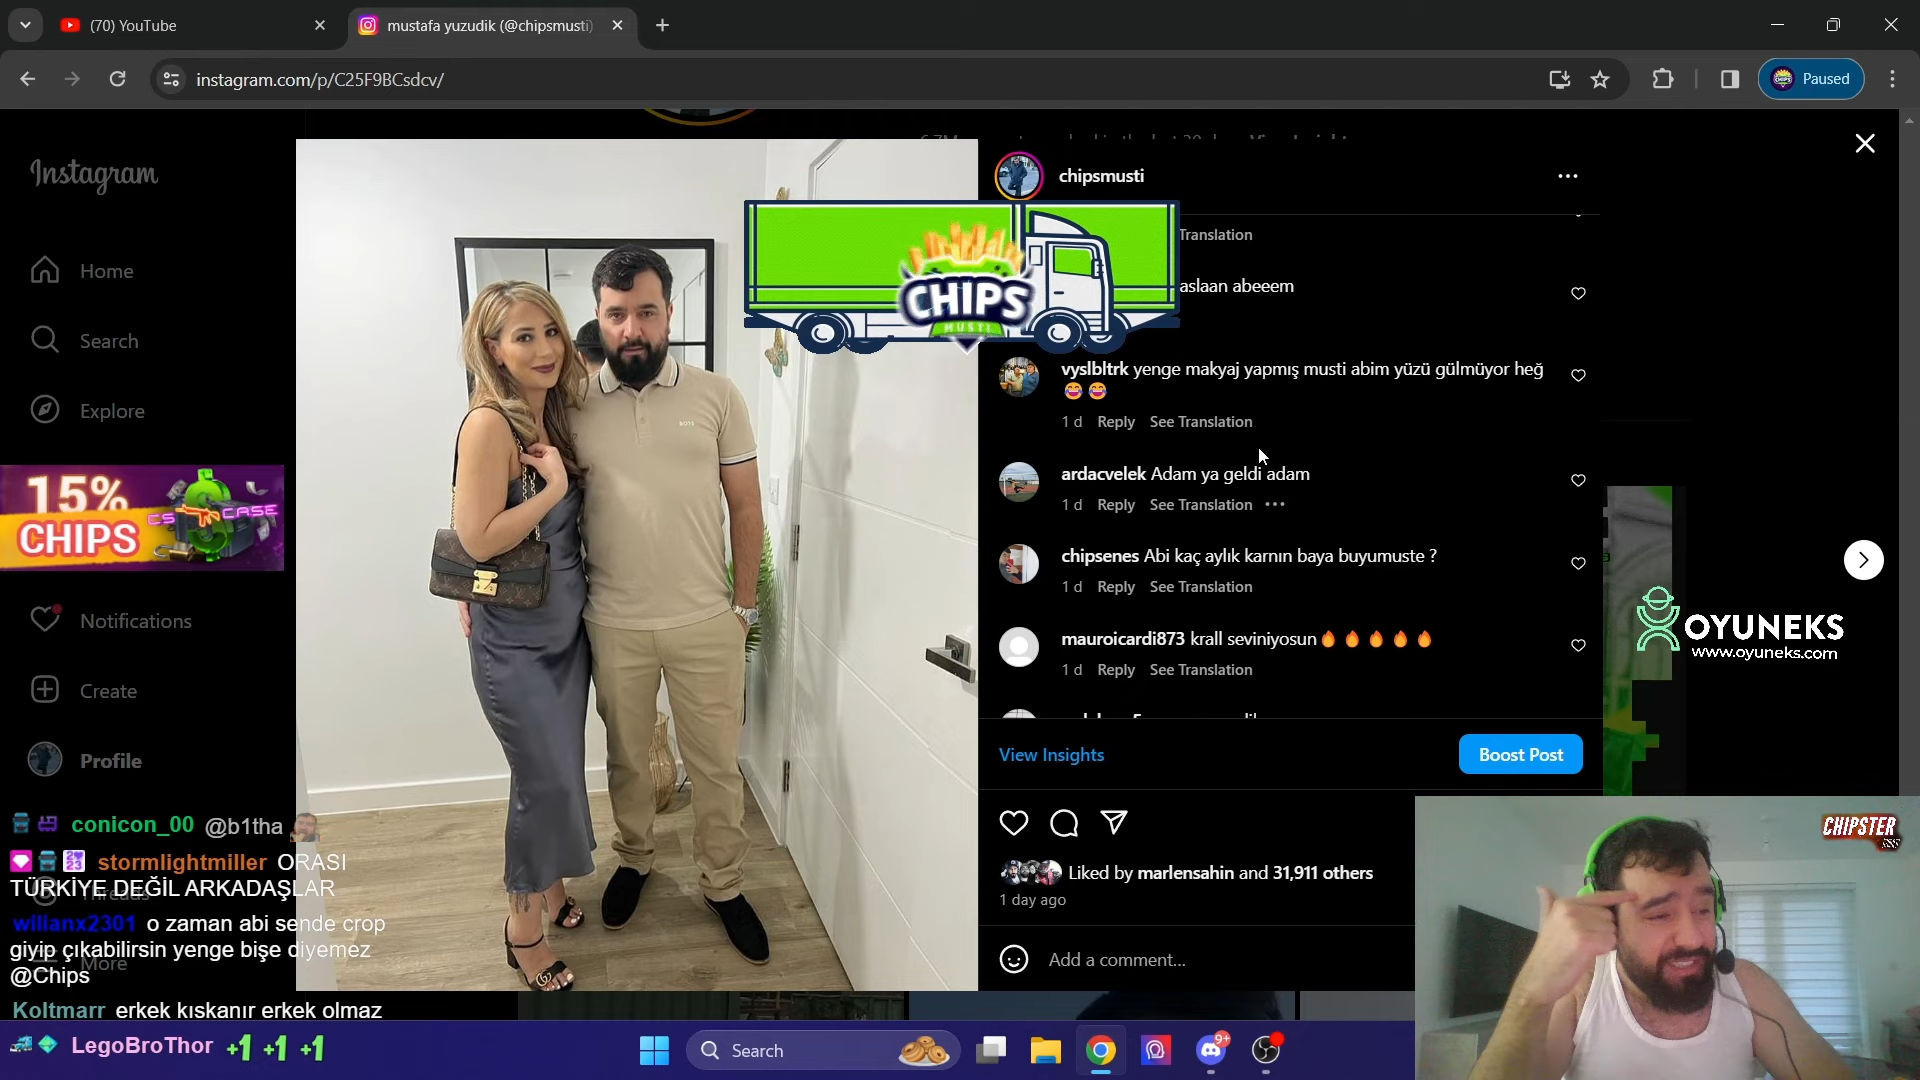 (70) YouTube
mustafa yuzudik (@chipsmusti)
instagram.com/p/C25F9BCsdcv/
Paused
Instagram
Home
Search
Explore
Notifications
Create
Profile
Threads
More
15%
CHIPS
CS CASE
CHIPS
MUSTI
BOSS
chipsmusti
Translation
aslaan abeeem
vyslbltrk yenge makyaj yapmış musti abim yüzü gülmüyor heğ
😂😂
1 d Reply See Translation
ardacvelek Adam ya geldi adam
1 d Reply See Translation
chipsenes Abi kaç aylık karnın baya buyumuste ?
1 d Reply See Translation
mauroicardi873 krall seviniyosun🔥🔥🔥🔥🔥
1 d Reply See Translation
View Insights
Boost Post
Liked by marlensahin and 31,911 others
1 day ago
Add a comment...
OYUNEKS
www.oyuneks.com
CHIPSTER
conicon_00 @b1tha
stormlightmiller ORASI
TÜRKİYE DEĞİL ARKADAŞLAR
willanx2301 o zaman abi sende crop
giyip çıkabilirsin yenge bişe diyemez
@Chips
Koltmarr erkek kıskanır erkek olmaz
LegoBroThor +1 +1 +1
Search
9+